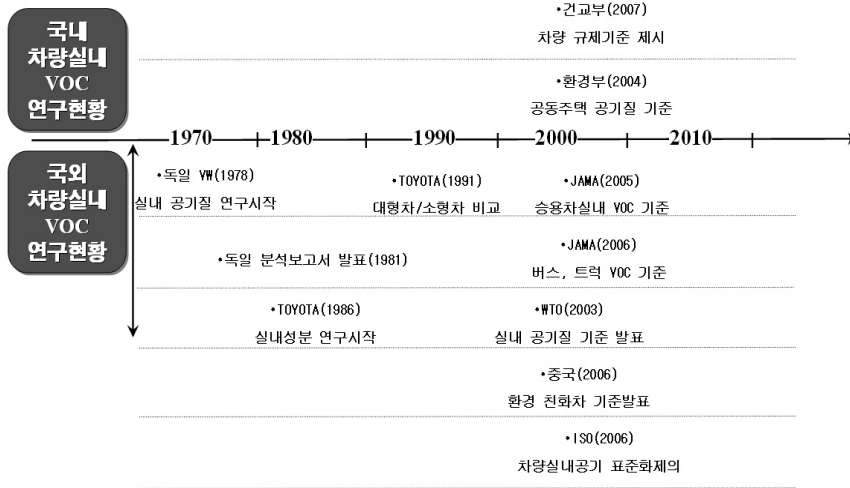 국내
차량실내
VOC
연구현황
•건교부(2007)
차량 규제기준 제시
•환경부(2004)
공동주택 공기질 기준
1970 1980 1990 2000 2010
국외
차량실내
VOC
연구현황
•독일 VW(1978)
실내 공기질 연구시작
•TOYOTA(1991)
대형차/소형차 비교
•JAMA(2005)
승용차실내 VOC 기준
•독일 분석보고서 발표(1981)
•JAMA(2006)
버스, 트럭 VOC 기준
•TOYOTA(1986)
실내성분 연구시작
•WTO(2003)
실내 공기질 기준 발표
•중국(2006)
환경 친화차 기준발표
•ISO(2006)
차량실내공기 표준화제의